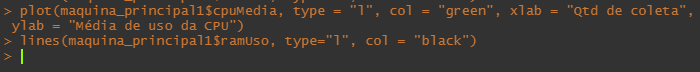 > plot(maquina_principal1$cpuMedia, type = "l", col = "green", xlab = "Qtd de coleta",
ylab = "Média de uso da CPU")
> lines(maquina_principal1$ramUso, type="l", col = "black")
>